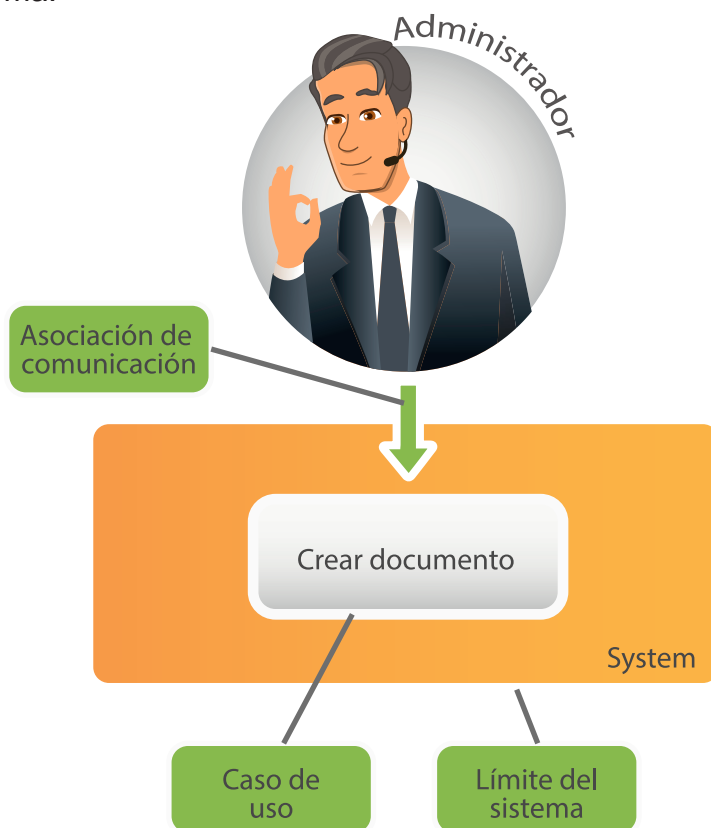 Administrador
Asociación de
comunicación
Crear documento
System
Caso de
uso
Límite del
sistema